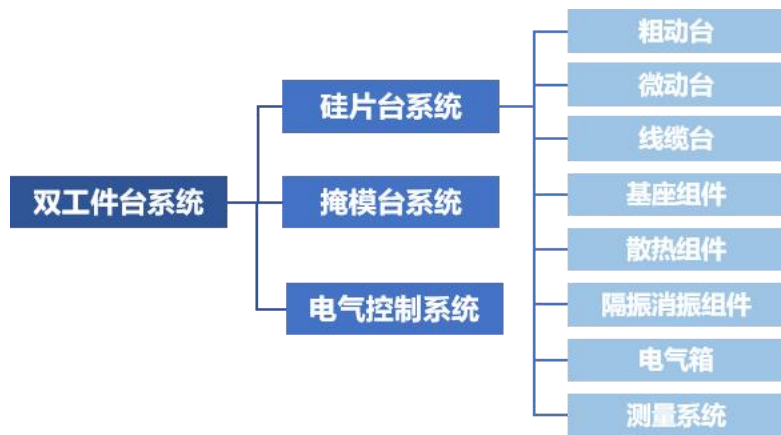 双工件台系统
硅片台系统
掩模台系统
电气控制系统
粗动台
微动台
线缆台
基座组件
散热组件
隔振消振组件
电气箱
测量系统